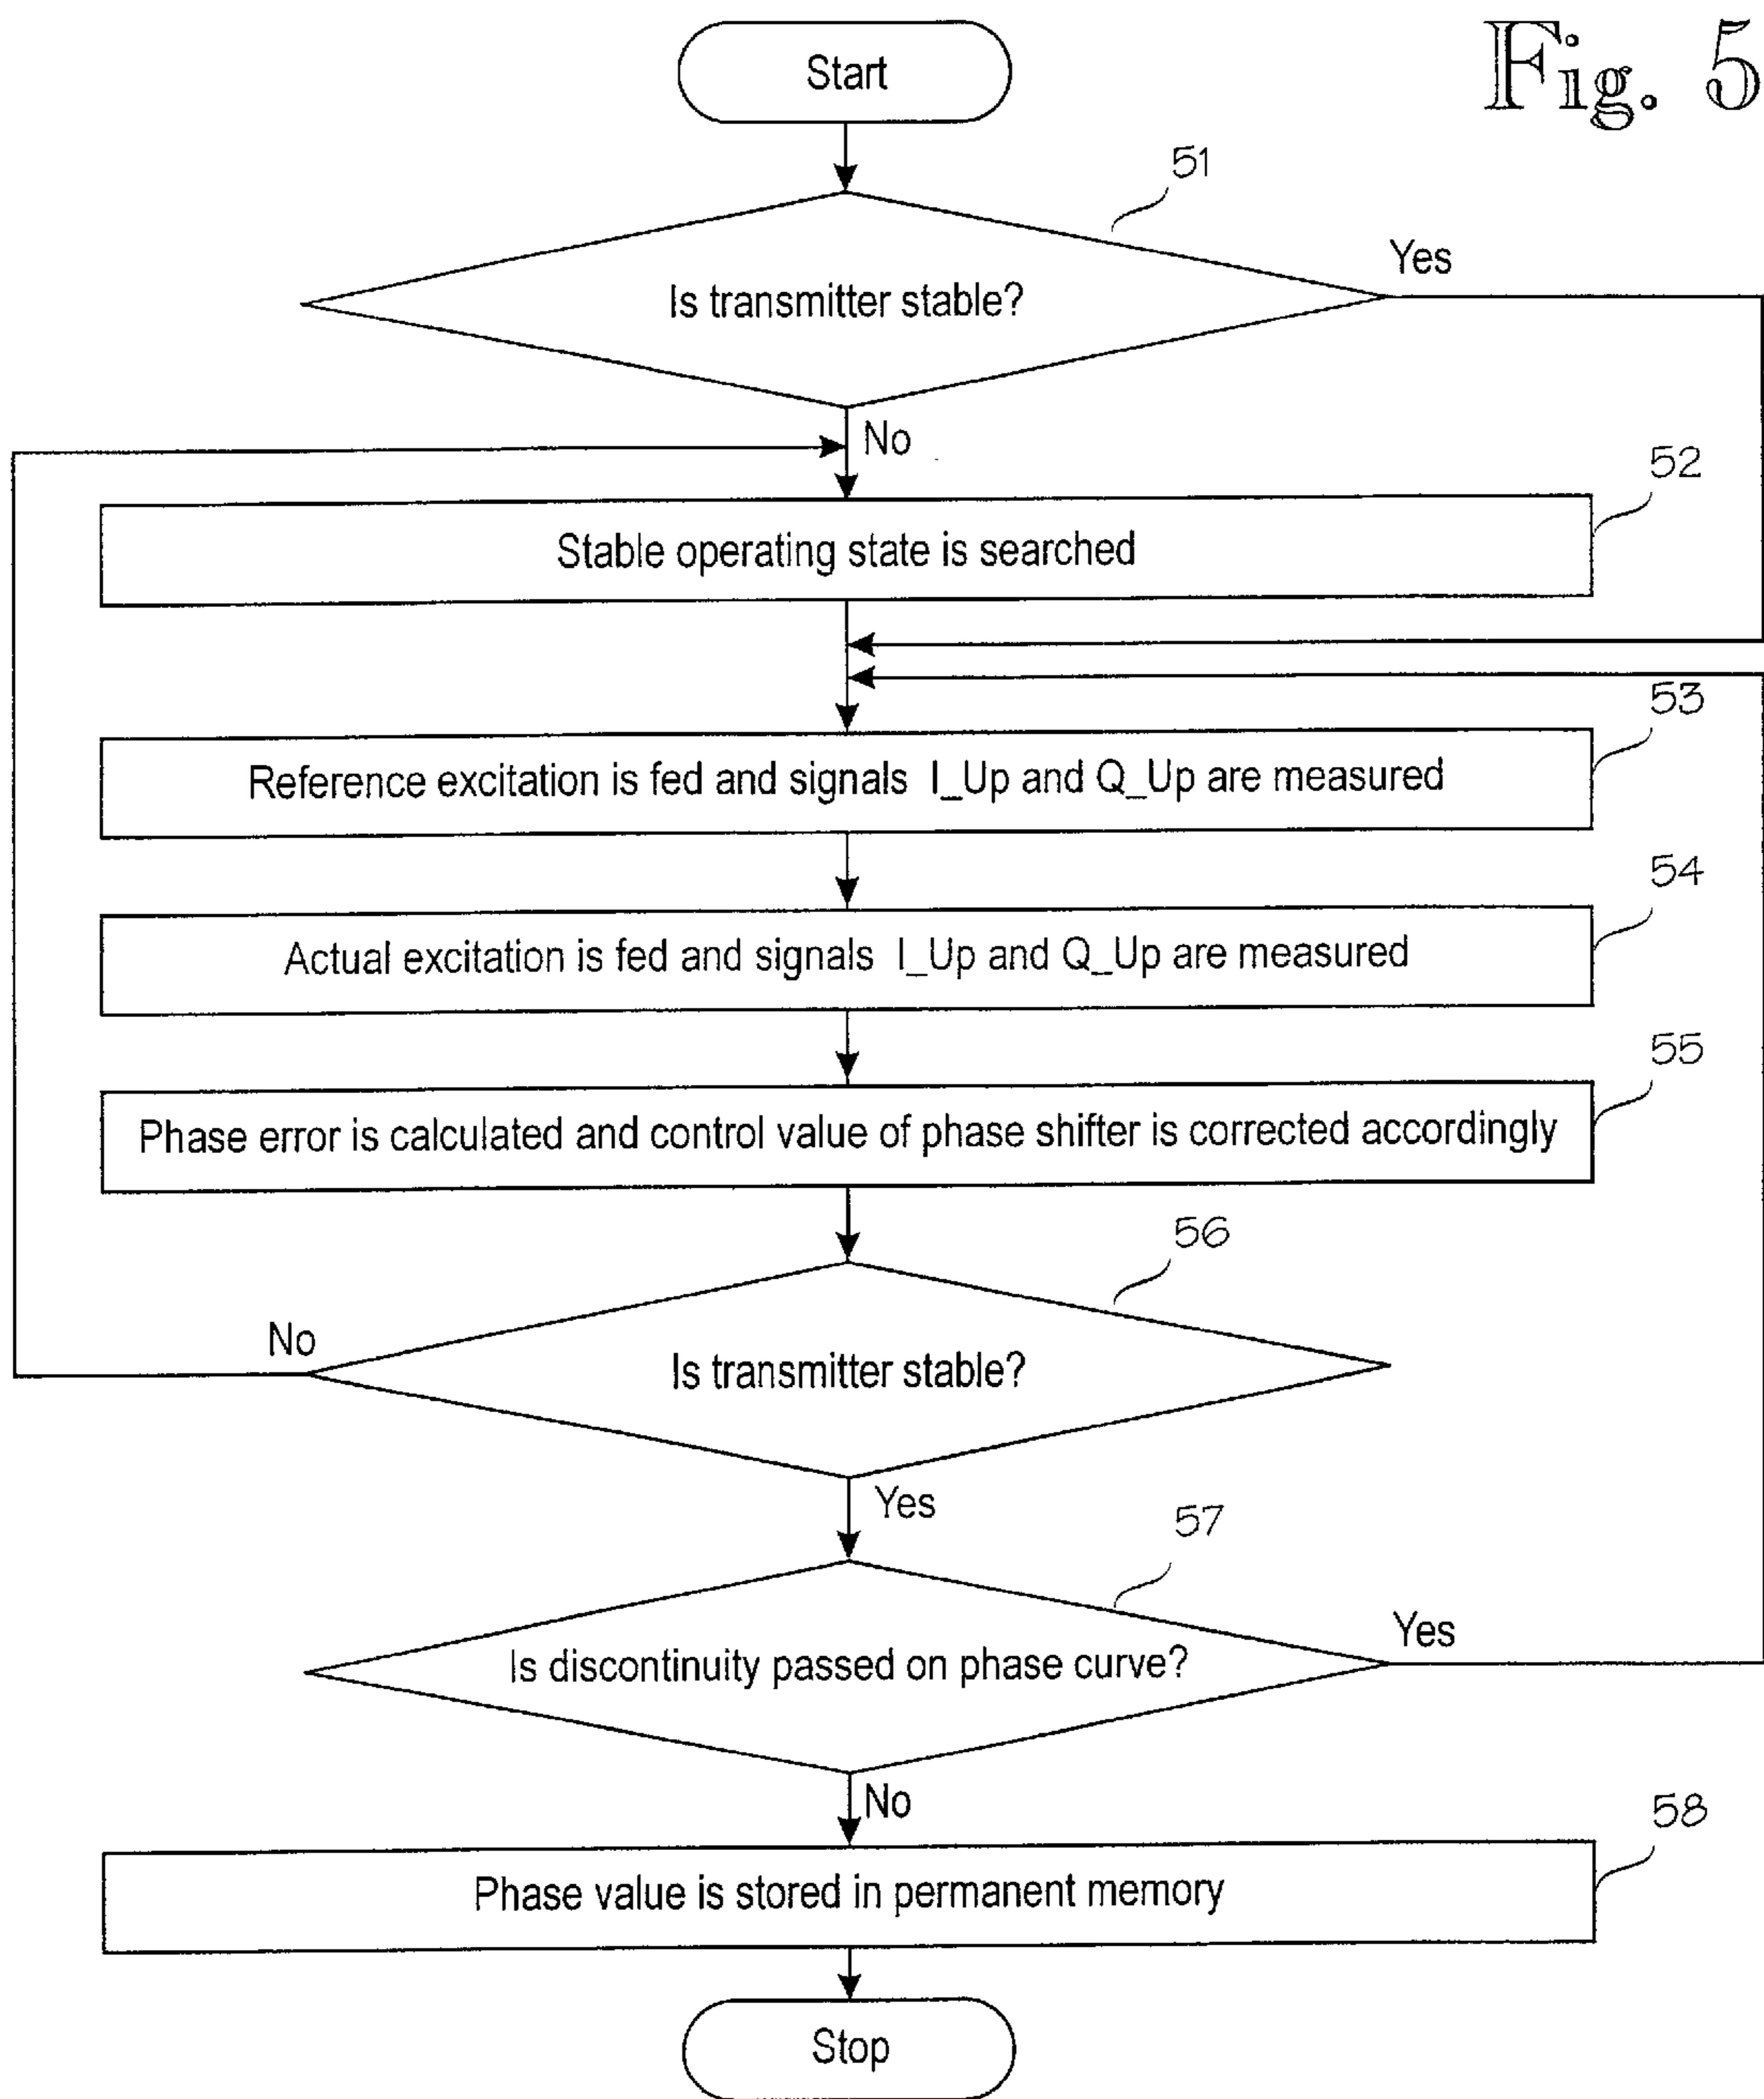 Fig. 5
Start
51
Is transmitter stable?
Yes
No
52
Stable operating state is searched
53
Reference excitation is fed and signals I_Up and Q_Up are measured
54
Actual excitation is fed and signals I_Up and Q_Up are measured
55
Phase error is calculated and control value of phase shifter is corrected accordingly
56
No
Is transmitter stable?
Yes
57
Is discontinuity passed on phase curve?
Yes
No
58
Phase value is stored in permanent memory
Stop